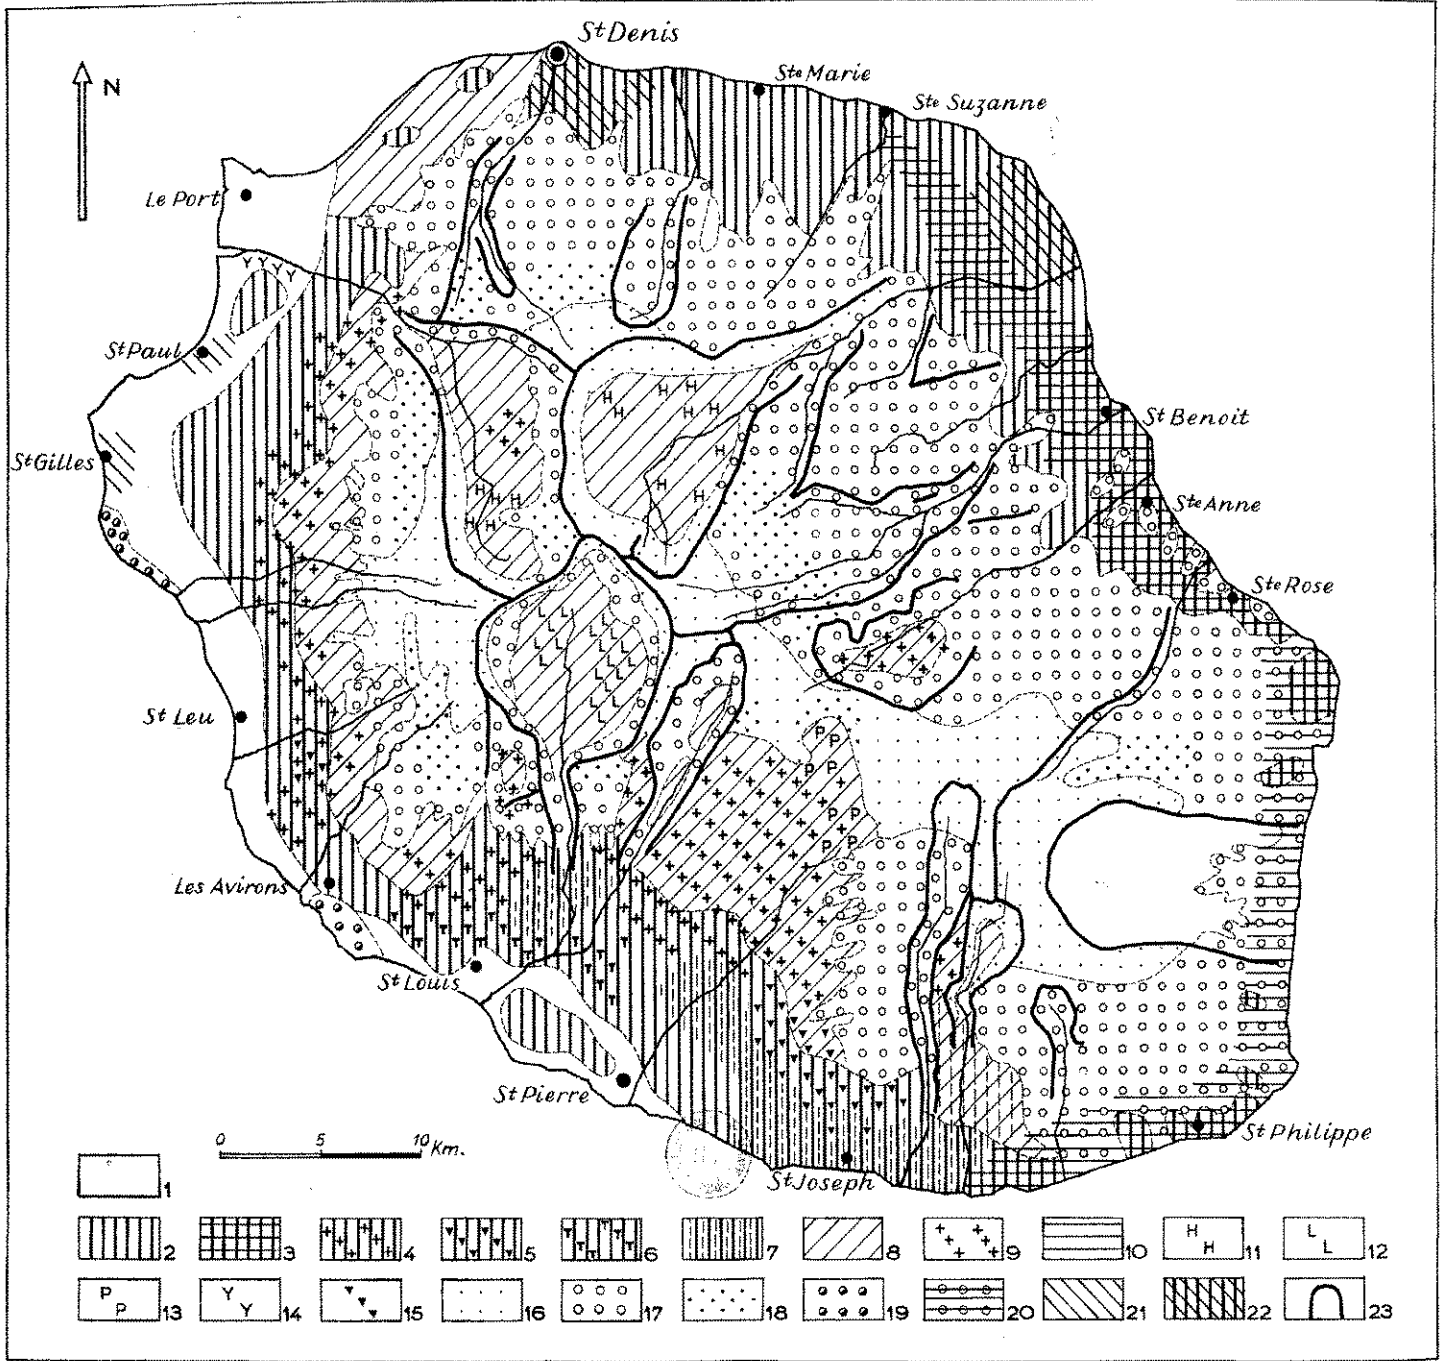 St Denis
Ste Marie
Ste Suzanne
N
Le Port
Y Y Y Y
St Paul
H H
H H H
St Benoit
St Gilles
H
H H H
H H
H H
Ste Anne
Ste Rose
L L
L L L
L L L
L L
L
St Leu
P P
P P
P P
P P
Les Avirons
T T T T
T T T
St Louis
St Pierre
St Philippe
St Joseph
0 5 10 Km.
1
2 3 4 5 6 7 8 9 10 H H 11 L L 12
P P 13 Y Y 14 15 16 17 18 19 20 21 22 23